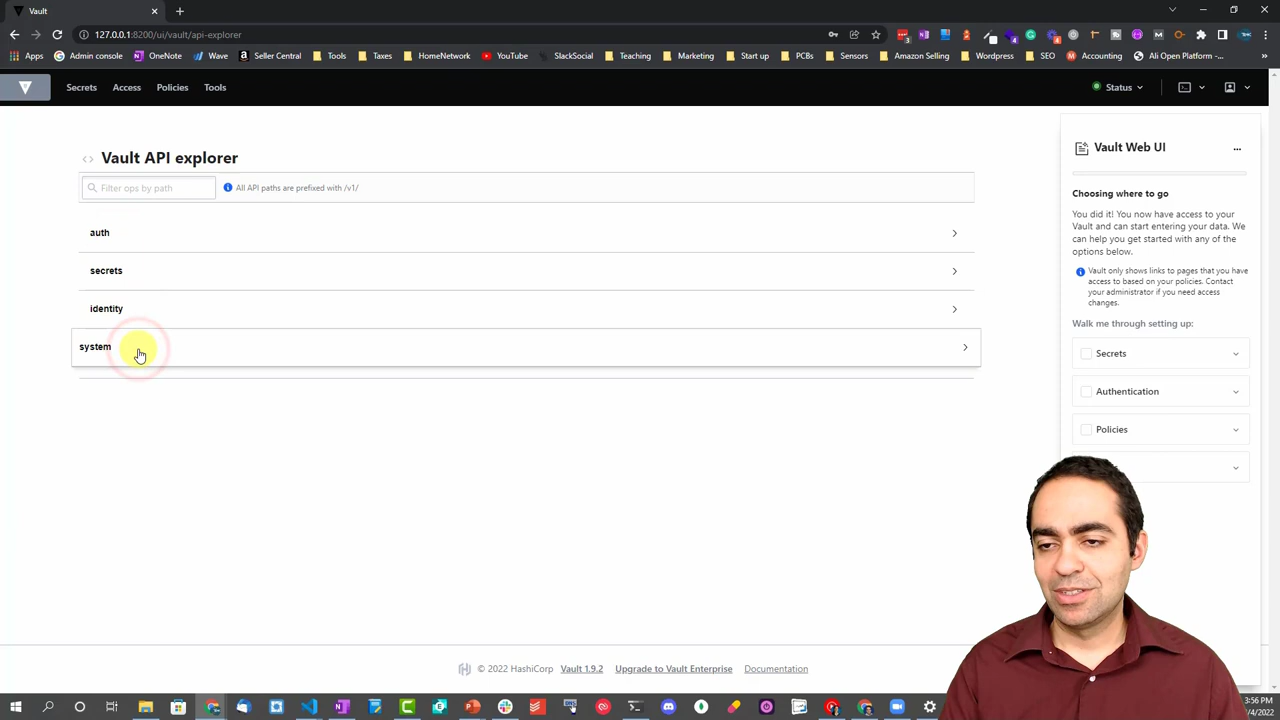 Vault
127.0.0.1:8200/ui/vault/api-explorer
Apps Admin console OneNote Wave Seller Central Tools Taxes HomeNetwork YouTube SlackSocial Teaching Marketing Start up PCBs Sensors Amazon Selling Wordpress SEO Accounting Ali Open Platform-...
Secrets Access Policies Tools Status
Vault API explorer
Filter ops by path
All API paths are prefixed with /v1/
auth
secrets
identity
system
Vault Web UI
Choosing where to go
You did it! You now have access to your
Vault and can start entering your data. We
can help you get started with any of the
options below.
Vault only shows links to pages that you have
access to based on your policies. Contact
your administrator if you need access
changes.
Walk me through setting up:
Secrets
Authentication
Policies
© 2022 HashiCorp Vault 1.9.2 Upgrade to Vault Enterprise Documentation
3:56 PM
/4/2022